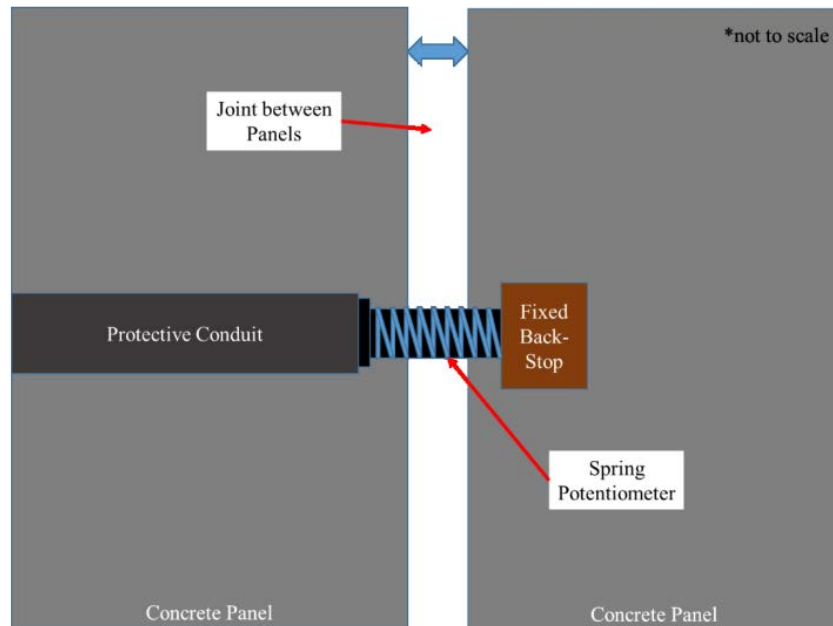 *not to scale
Joint between
Panels
Protective Conduit
Fixed
Back-
Stop
Spring
Potentiometer
Concrete Panel
Concrete Panel